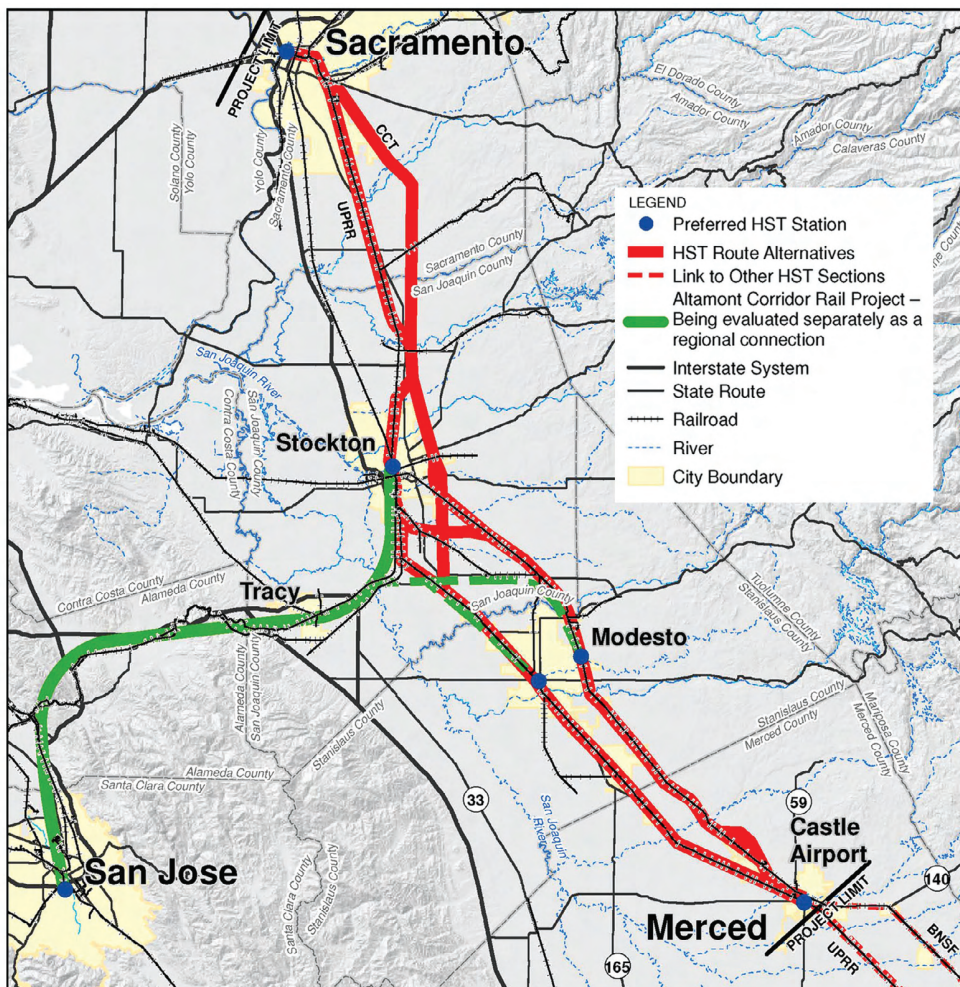 PROJECT LIMIT
Sacramento
El Dorado County
Amador County
Amador County
Calaveras County
Solano County
Yolo County
Yolo County
Sacramento County
CCT
UPRR
Sacramento County
San Joaquin County
LEGEND
Preferred HST Station
HST Route Alternatives
Link to Other HST Sections
Altamont Corridor Rail Project –
Being evaluated separately as a
regional connection
Interstate System
State Route
Railroad
River
City Boundary
San Joaquin River
Contra Costa County
San Joaquin County
Stockton
Contra Costa County
Alameda County
Tracy
San Joaquin County
Tuolumne County
Stanislaus County
Modesto
Alameda County
San Joaquin County
Stanislaus County
Stanislaus County
Merced County
Mariposa County
Merced County
Alameda County
Santa Clara County
33
San Joaquin
River
59
Castle
Airport
San Jose
140
Merced
PROJECT LIMIT
BNSF
UPRR
Santa Clara County
Stanislaus County
165